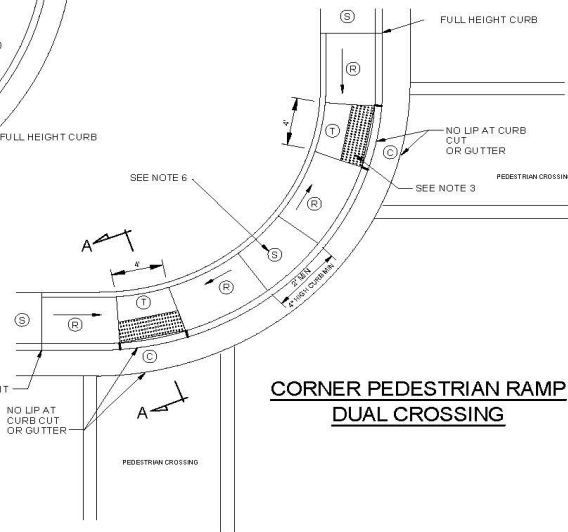 S
FULL HEIGHT CURB
R
4'
T
FULL HEIGHT CURB
NO LIP AT CURB
CUT
OR GUTTER
C
PEDESTRIAN CROSSING
SEE NOTE 6
SEE NOTE 3
R
A
S
4'
2' MIN
4" HIGH CURB MIN
R
T
S
R
C
A
NO LIP AT
CURB CUT
OR GUTTER
CORNER PEDESTRIAN RAMP
DUAL CROSSING
PEDESTRIAN CROSSING